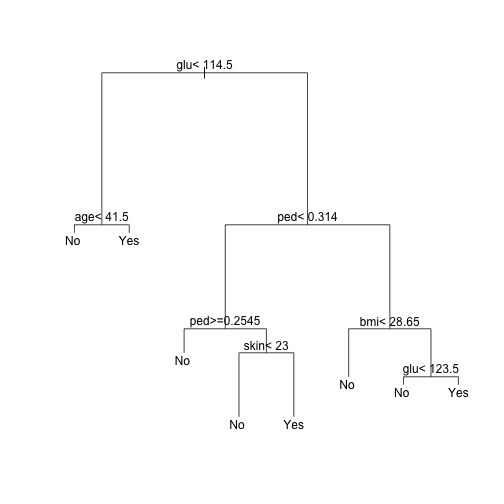 glu< 114.5
age< 41.5
ped< 0.314
No
Yes
ped>=0.2545
bmi< 28.65
skin< 23
No
glu< 123.5
No
No
Yes
No
Yes